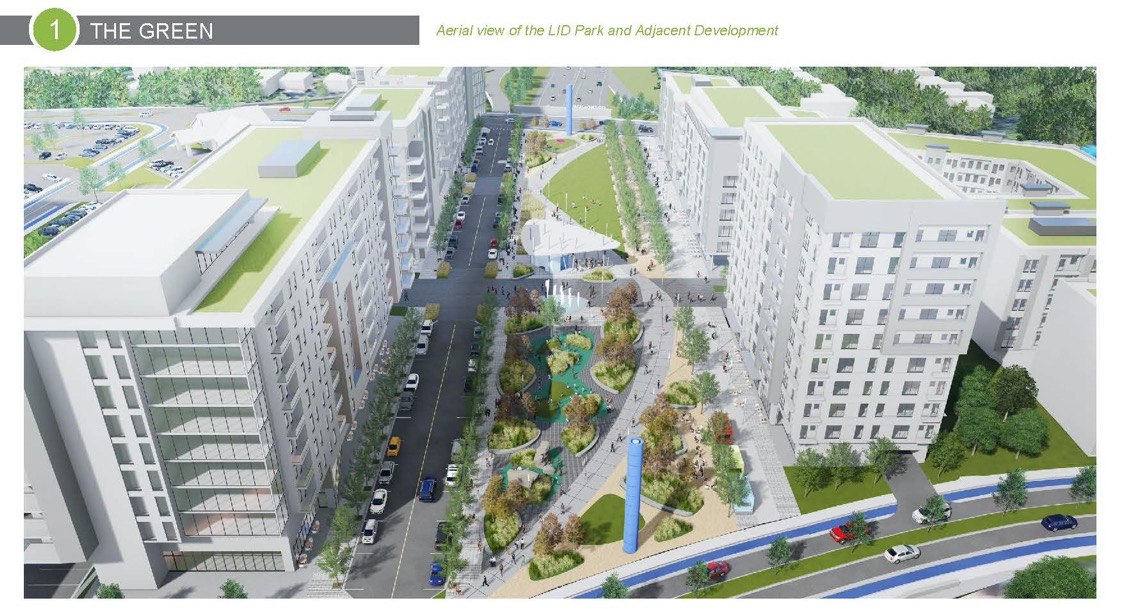 1 THE GREEN
Aerial view of the LID Park and Adjacent Development